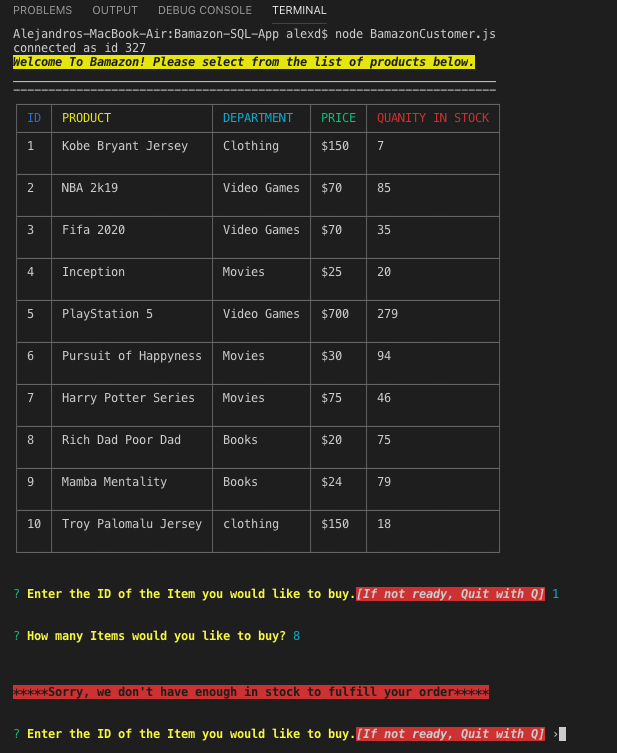 PROBLEMS OUTPUT DEBUG CONSOLE TERMINAL
Alejandros-MacBook-Air:Bamazon-SQL-App alexd$ node BamazonCustomer.js
connected as id 327
Welcome To Bamazon! Please select from the list of products below.
ID PRODUCT DEPARTMENT PRICE QUANITY IN STOCK
1 Kobe Bryant Jersey Clothing $150 7
2 NBA 2k19 Video Games $70 85
3 Fifa 2020 Video Games $70 35
4 Inception Movies $25 20
5 PlayStation 5 Video Games $700 279
6 Pursuit of Happyness Movies $30 94
7 Harry Potter Series Movies $75 46
8 Rich Dad Poor Dad Books $20 75
9 Mamba Mentality Books $24 79
10 Troy Palomalu Jersey clothing $150 18
? Enter the ID of the Item you would like to buy.[If not ready, Quit with Q] 1
? How many Items would you like to buy? 8
*****Sorry, we don't have enough in stock to fulfill your order*****
? Enter the ID of the Item you would like to buy.[If not ready, Quit with Q] ›